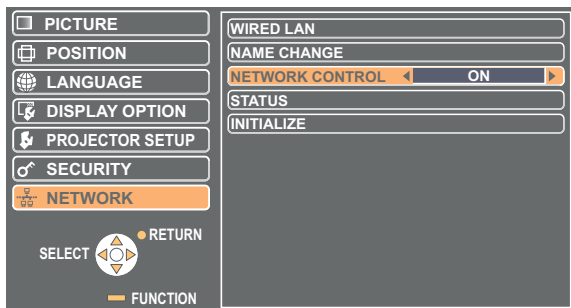 PICTURE
POSITION
LANGUAGE
DISPLAY OPTION
PROJECTOR SETUP
SECURITY
NETWORK
SELECT
RETURN
FUNCTION
WIRED LAN
NAME CHANGE
NETWORK CONTROL ON
STATUS
INITIALIZE